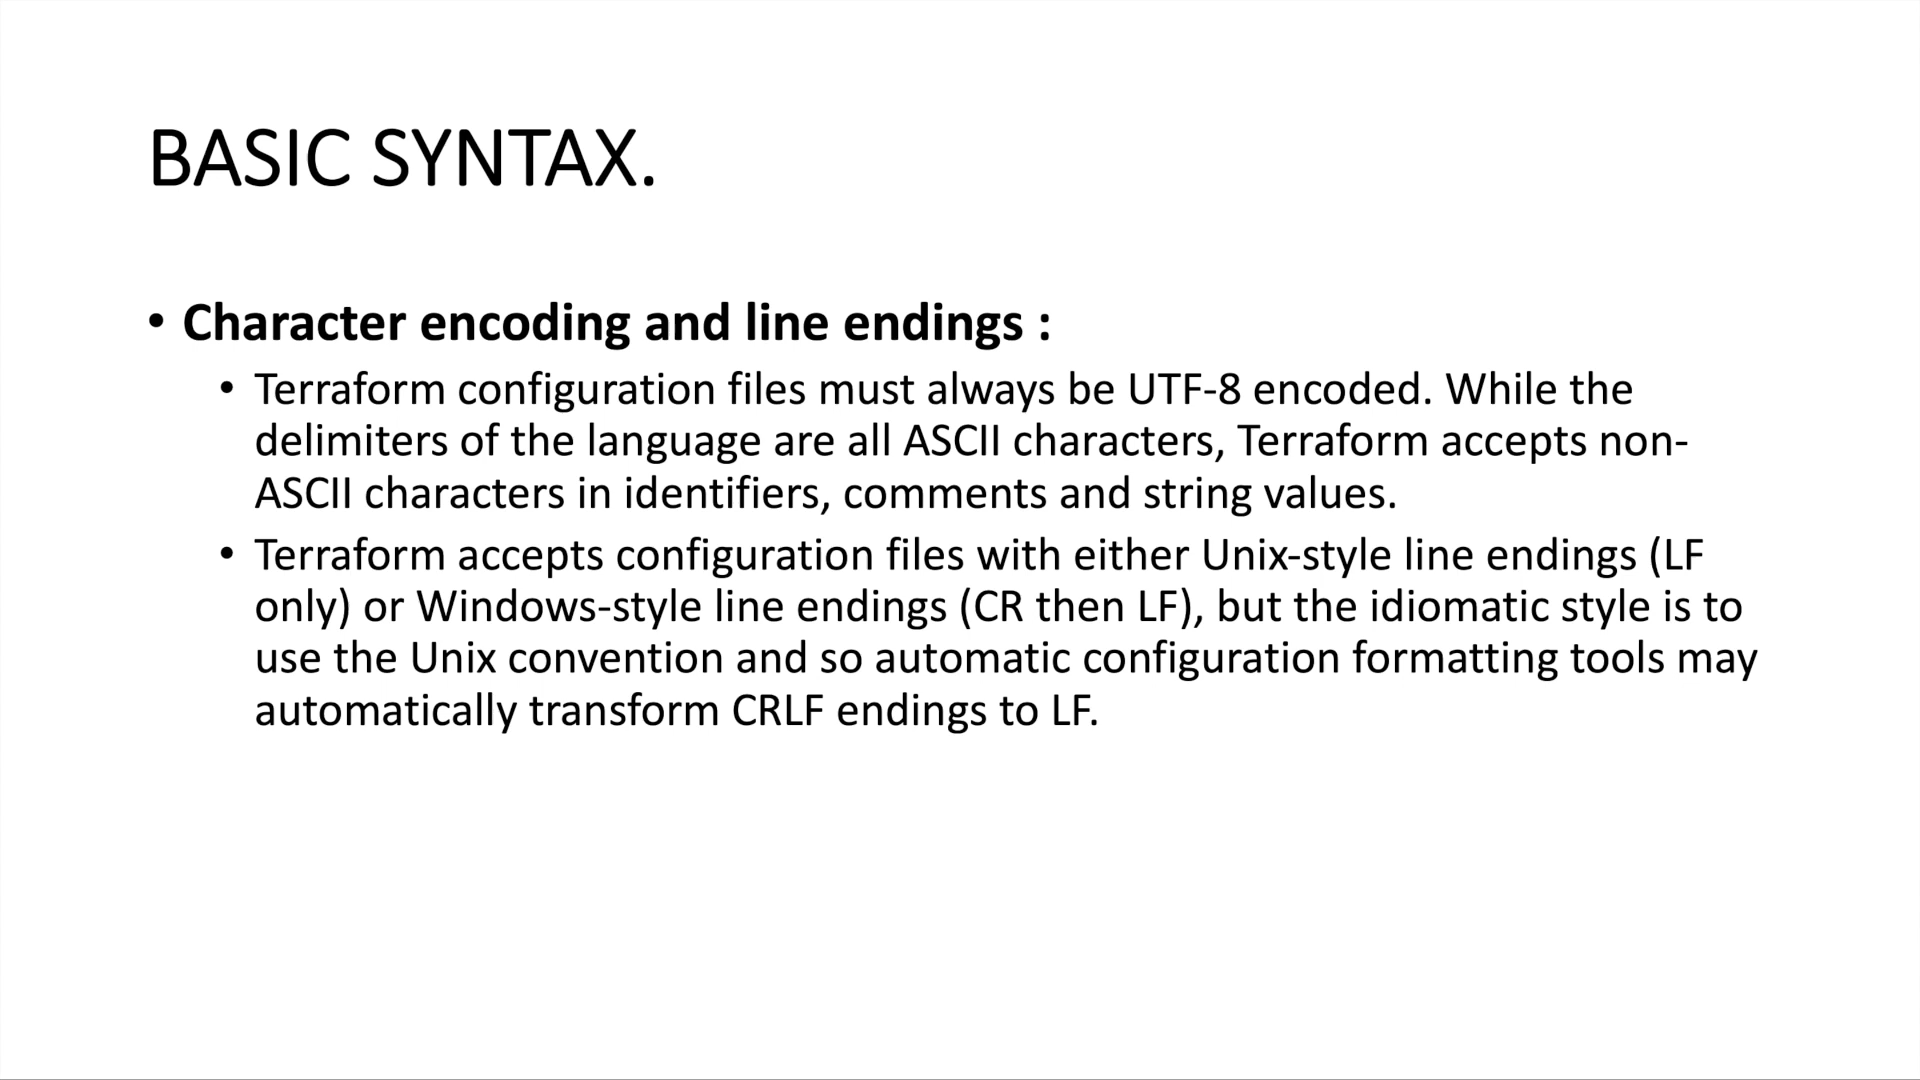 BASIC SYNTAX.
• Character encoding and line endings :
• Terraform configuration files must always be UTF-8 encoded. While the
delimiters of the language are all ASCII characters, Terraform accepts non-
ASCII characters in identifiers, comments and string values.
• Terraform accepts configuration files with either Unix-style line endings (LF
only) or Windows-style line endings (CR then LF), but the idiomatic style is to
use the Unix convention and so automatic configuration formatting tools may
automatically transform CRLF endings to LF.